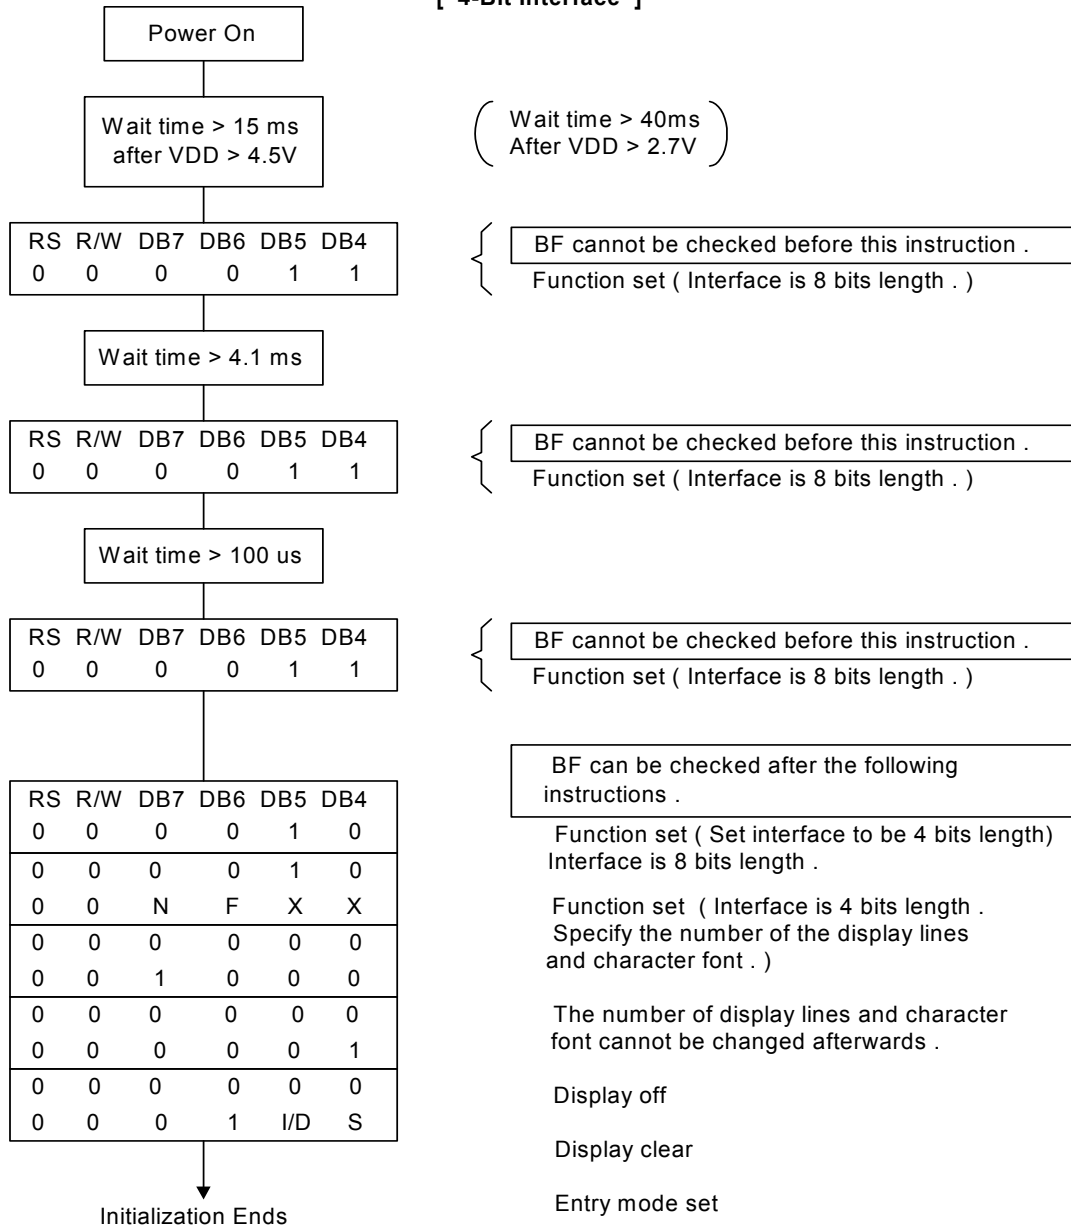 [ 4-Bit Interface ]
Power On
Wait time > 15 ms
after VDD > 4.5V
Wait time > 40ms
After VDD > 2.7V
RS R/W DB7 DB6 DB5 DB4
0 0 0 0 1 1
BF cannot be checked before this instruction .
Function set ( Interface is 8 bits length . )
Wait time > 4.1 ms
RS R/W DB7 DB6 DB5 DB4
0 0 0 0 1 1
BF cannot be checked before this instruction .
Function set ( Interface is 8 bits length . )
Wait time > 100 us
RS R/W DB7 DB6 DB5 DB4
0 0 0 0 1 1
BF cannot be checked before this instruction .
Function set ( Interface is 8 bits length . )
RS R/W DB7 DB6 DB5 DB4
0 0 0 0 1 0
0 0 0 0 1 0
0 0 N F X X
0 0 0 0 0 0
0 0 1 0 0 0
0 0 0 0 0 0
0 0 0 0 0 1
0 0 0 0 0 0
0 0 0 1 I/D S
BF can be checked after the following
instructions .
Function set ( Set interface to be 4 bits length)
Interface is 8 bits length .
Function set ( Interface is 4 bits length .
Specify the number of the display lines
and character font . )
The number of display lines and character
font cannot be changed afterwards .
Display off
Display clear
Entry mode set
Initialization Ends